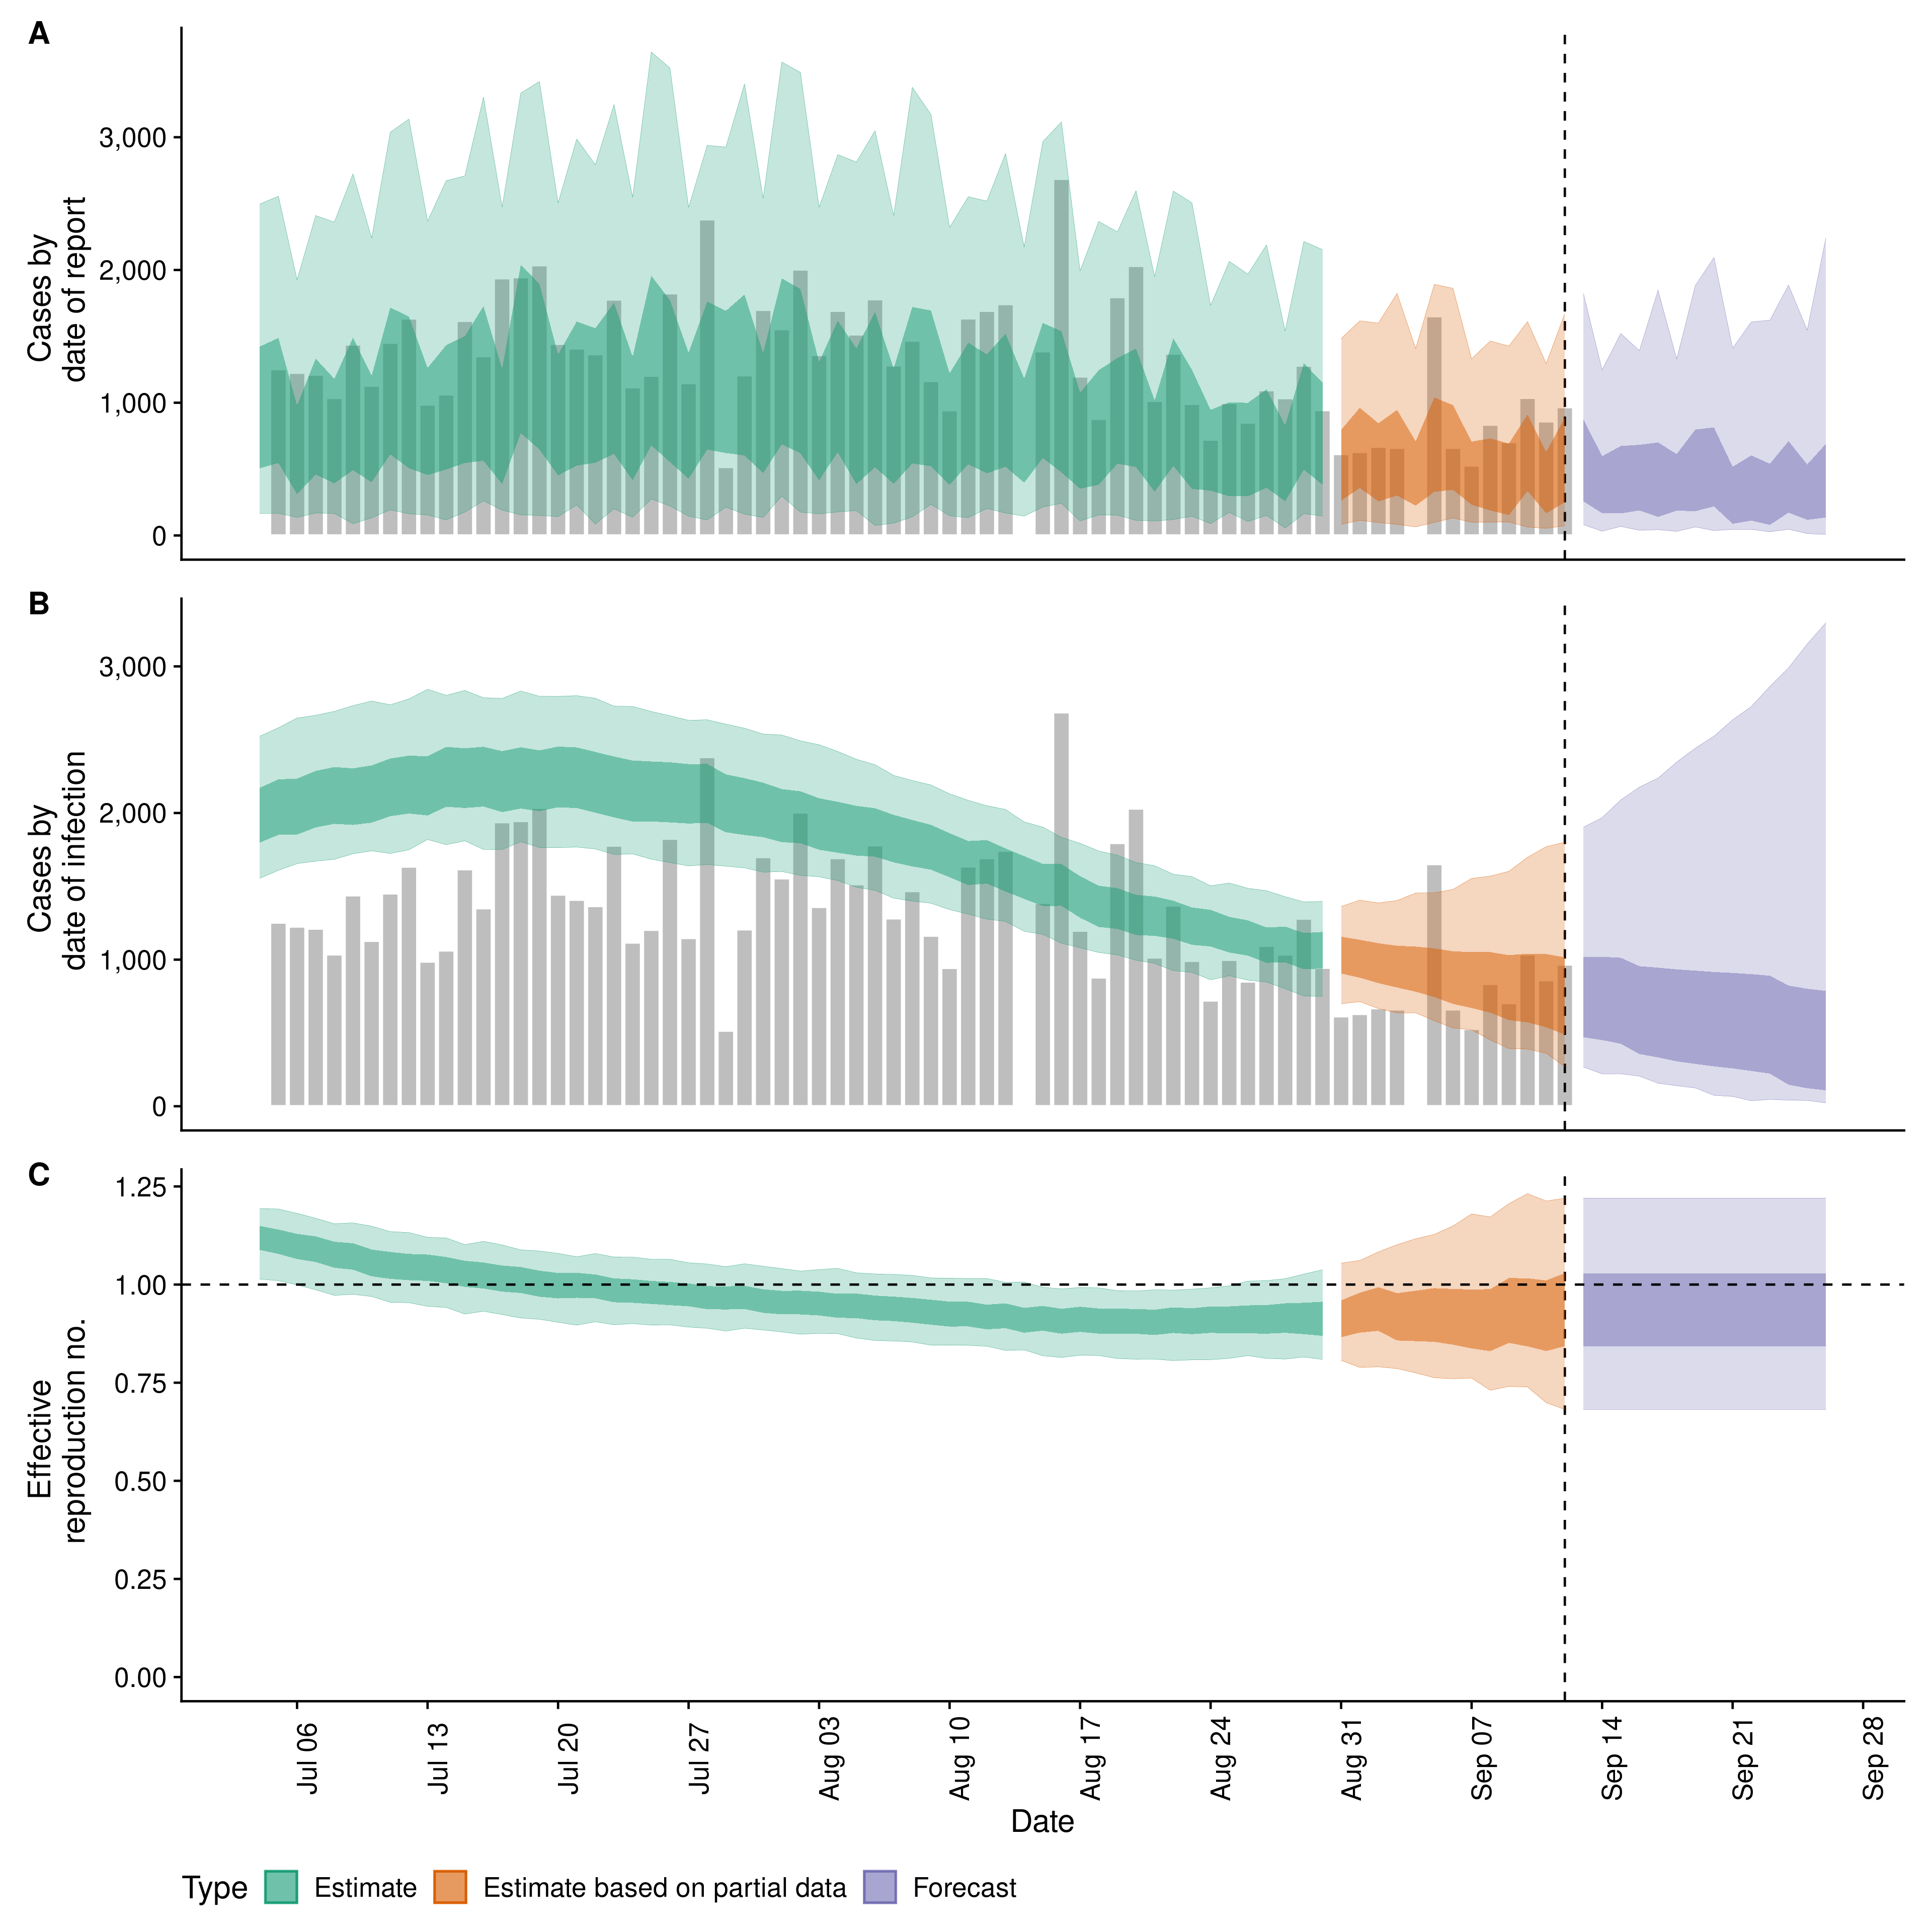 A
Cases by
date of report
3,000
2,000
1,000
0
B
Cases by
date of infection
3,000
2,000
1,000
0
C
Effective
reproduction no.
1.25
1.00
0.75
0.50
0.25
0.00
Jul 06
Jul 13
Jul 20
Jul 27
Aug 03
Aug 10
Aug 17
Aug 24
Aug 31
Sep 07
Sep 14
Sep 21
Sep 28
Date
Type Estimate Estimate based on partial data Forecast